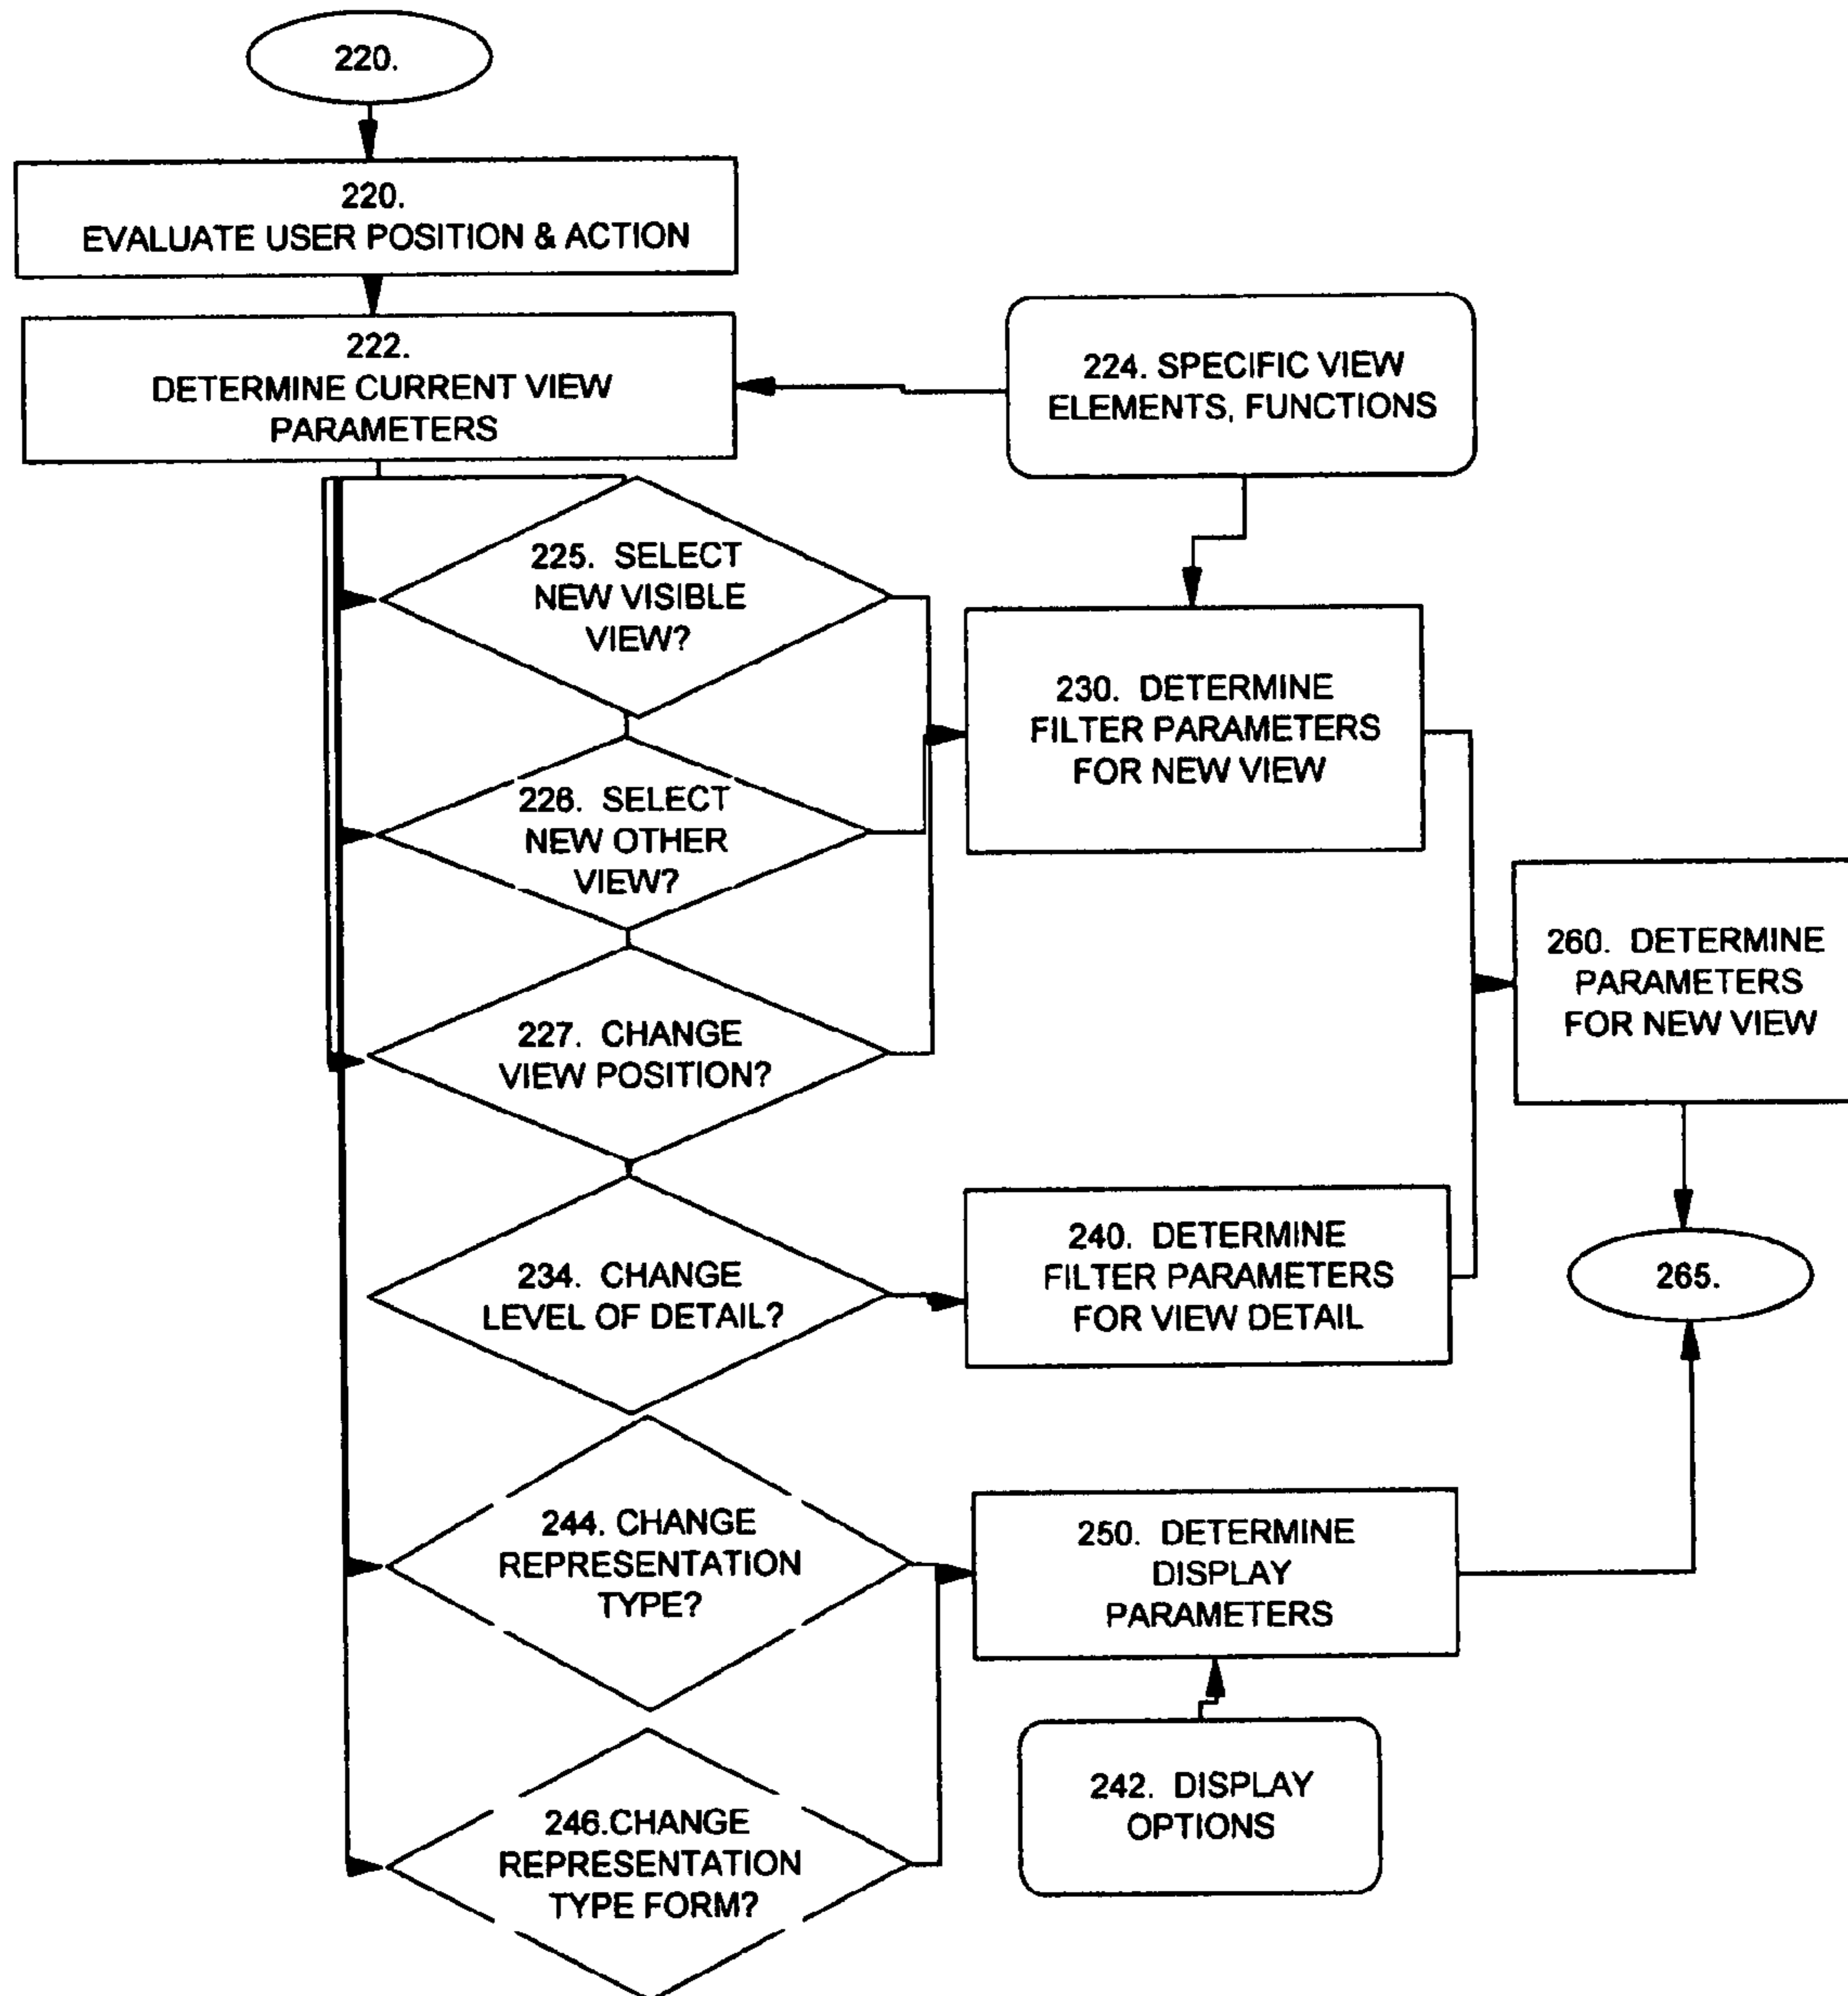 220.
220.
EVALUATE USER POSITION & ACTION
222.
DETERMINE CURRENT VIEW
PARAMETERS
224. SPECIFIC VIEW
ELEMENTS, FUNCTIONS
225. SELECT
NEW VISIBLE
VIEW?
226. SELECT
NEW OTHER
VIEW?
227. CHANGE
VIEW POSITION?
230. DETERMINE
FILTER PARAMETERS
FOR NEW VIEW
234. CHANGE
LEVEL OF DETAIL?
240. DETERMINE
FILTER PARAMETERS
FOR VIEW DETAIL
260. DETERMINE
PARAMETERS
FOR NEW VIEW
265.
244. CHANGE
REPRESENTATION
TYPE?
250. DETERMINE
DISPLAY
PARAMETERS
246.CHANGE
REPRESENTATION
TYPE FORM?
242. DISPLAY
OPTIONS